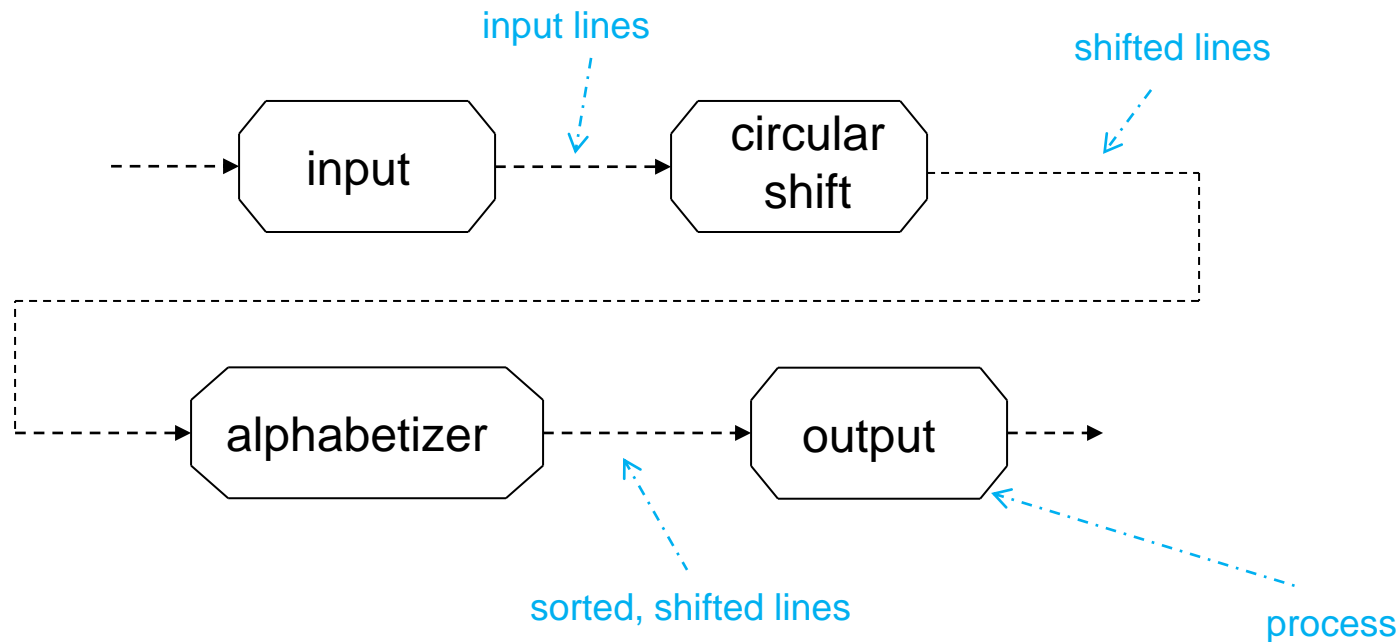 input lines
shifted lines
input
circular
shift
alphabetizer
output
sorted, shifted lines
process